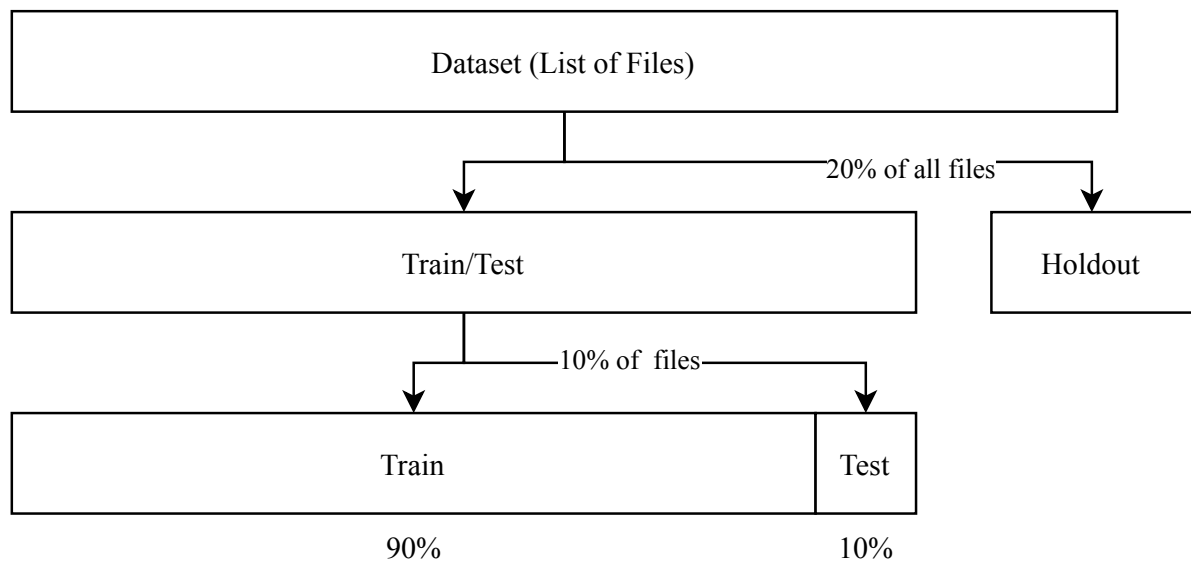 Dataset (List of Files)
20% of all files
Train/Test
Holdout
10% of  files
Train
Test
90%
10%